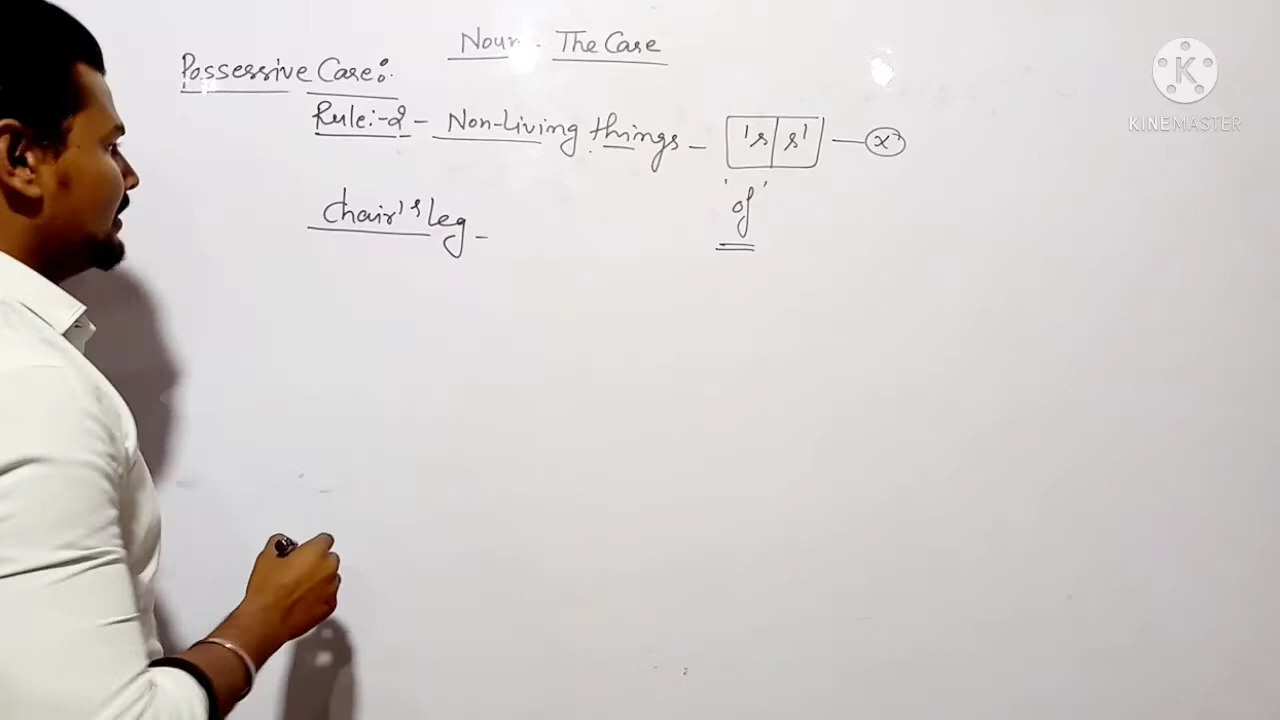 Noun - The Case
Possessive Case:
Rule:-2 - Non-Living things - 's s' - x
'of'
Chair's leg -
K
KINEMASTER